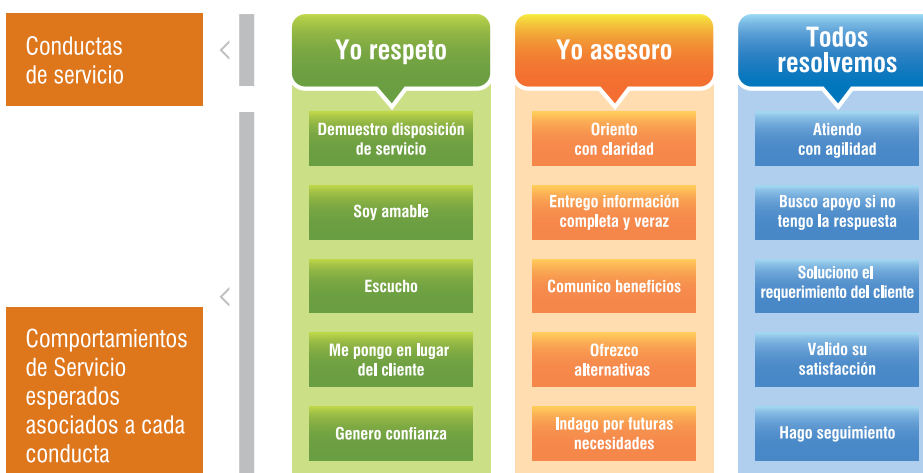 Conductas
de servicio
Yo respeto
Yo asesoro
Todos
resolvemos
Comportamientos
de Servicio
esperados
asociados a cada
conducta
Demuestro disposición
de servicio
Soy amable
Escucho
Me pongo en lugar
del cliente
Genero confianza
Oriento
con claridad
Entrego información
completa y veraz
Comunico beneficios
Ofrezco
alternativas
Indago por futuras
necesidades
Atiendo
con agilidad
Busco apoyo si no
tengo la respuesta
Soluciono el
requerimiento del cliente
Valido su
satisfacción
Hago seguimiento